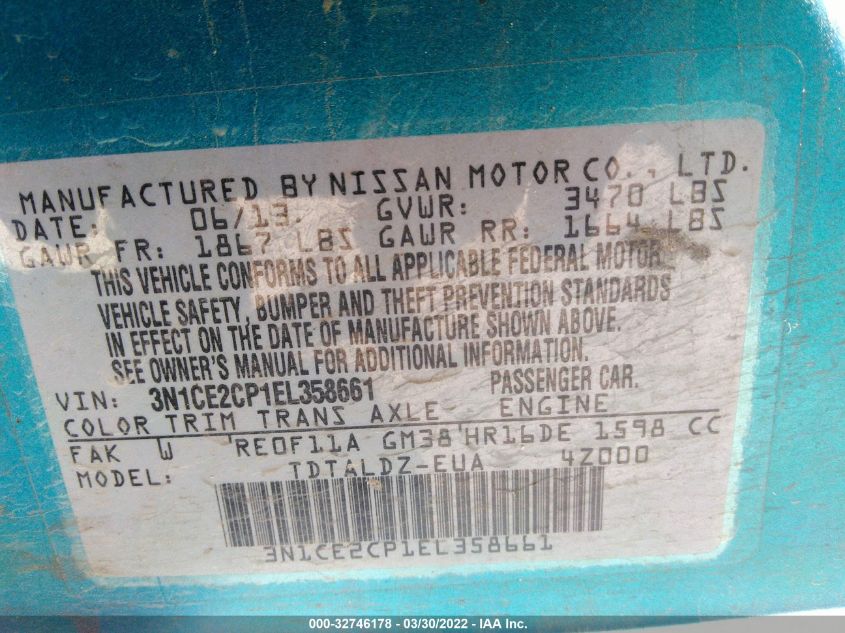 MANUFACTURED BY NISSAN MOTOR CO., LTD.
DATE: 06/13. GVWR: 3470 LBS
GAWR FR: 1867 LBS GAWR RR: 1664 LBS
THIS VEHICLE CONFORMS TO ALL APPLICABLE FEDERAL MOTOR
VEHICLE SAFETY, BUMPER AND THEFT PREVENTION STANDARDS
IN EFFECT ON THE DATE OF MANUFACTURE SHOWN ABOVE.
SEE OWNER'S MANUAL FOR ADDITIONAL INFORMATION.
VIN: 3N1CE2CP1EL358661 PASSENGER CAR.
COLOR TRIM TRANS AXLE ENGINE
FAK W RE0F11A GM38 HR16DE 1598 CC
MODEL: TDTALDZ-EUA 4Z000
3N1CE2CP1EL358661
000-32746178 - 03/30/2022 - IAA Inc.